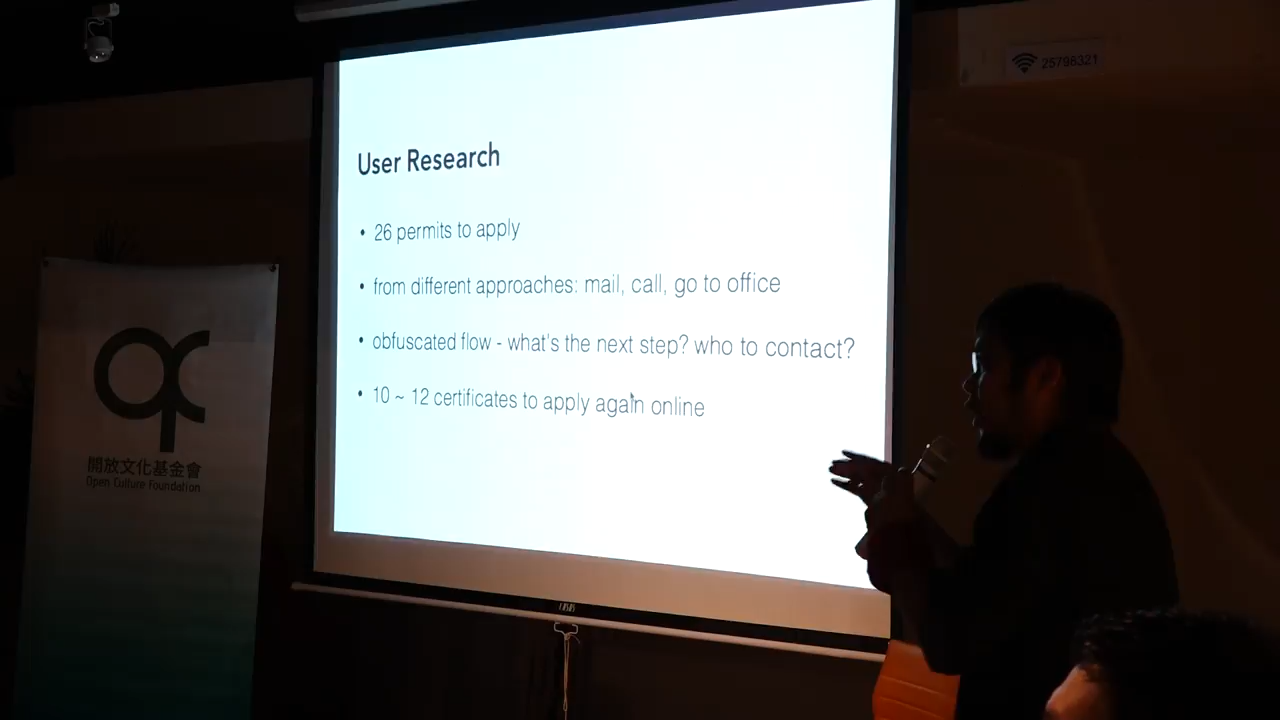 25798321
User Research
• 26 permits to apply
• from different approaches: mail, call, go to office
• obfuscated flow - what's the next step? who to contact?
• 10 ~ 12 certificates to apply again online
開放文化基金會
Open Culture Foundation